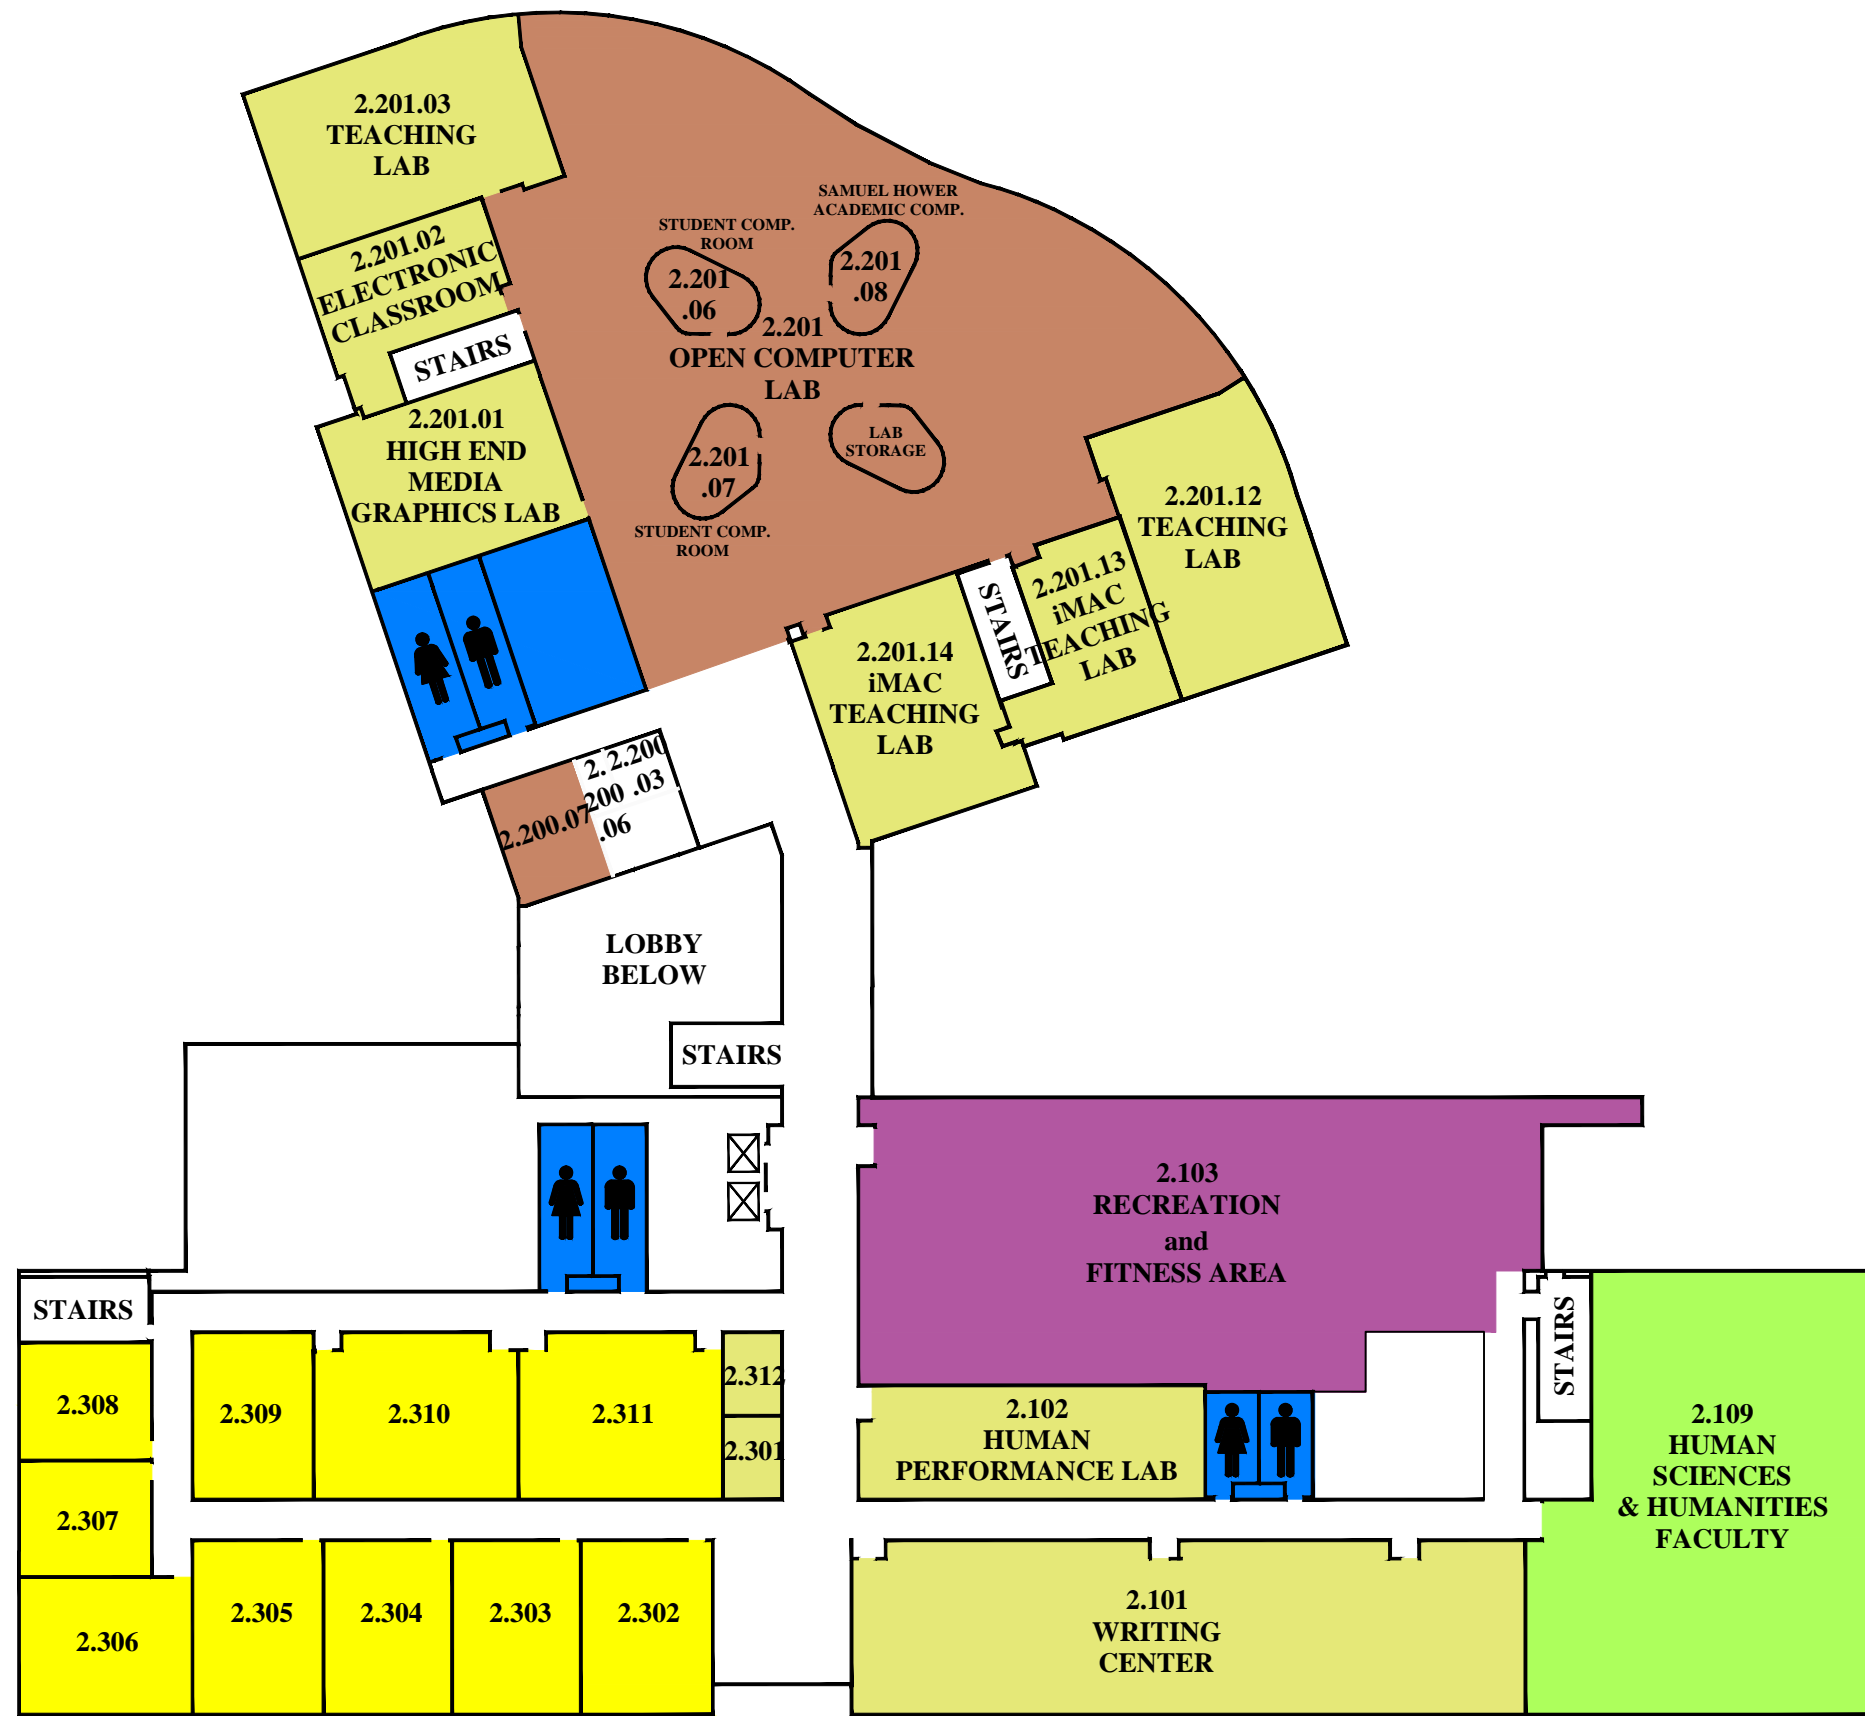 2.201.03
TEACHING
LAB
2.201.02
ELECTRONIC
CLASSROOM
STAIRS
2.201.01
HIGH END
MEDIA
GRAPHICS LAB
STUDENT COMP.
ROOM
2.201
.06
SAMUEL HOWER
ACADEMIC COMP.
2.201
.08
2.201
OPEN COMPUTER
LAB
2.201
.07
STUDENT COMP.
ROOM
LAB
STORAGE
2.201.12
TEACHING
LAB
2.201.13
iMAC
TEACHING
LAB
STAIRS
2.201.14
iMAC
TEACHING
LAB
2.200.07
2.
200
.06
2.200
.03
LOBBY
BELOW
STAIRS
2.103
RECREATION
and
FITNESS AREA
STAIRS
STAIRS
2.308
2.309
2.310
2.311
2.312
2.301
2.102
HUMAN
PERFORMANCE LAB
2.109
HUMAN
SCIENCES
& HUMANITIES
FACULTY
2.307
2.306
2.305
2.304
2.303
2.302
2.101
WRITING
CENTER